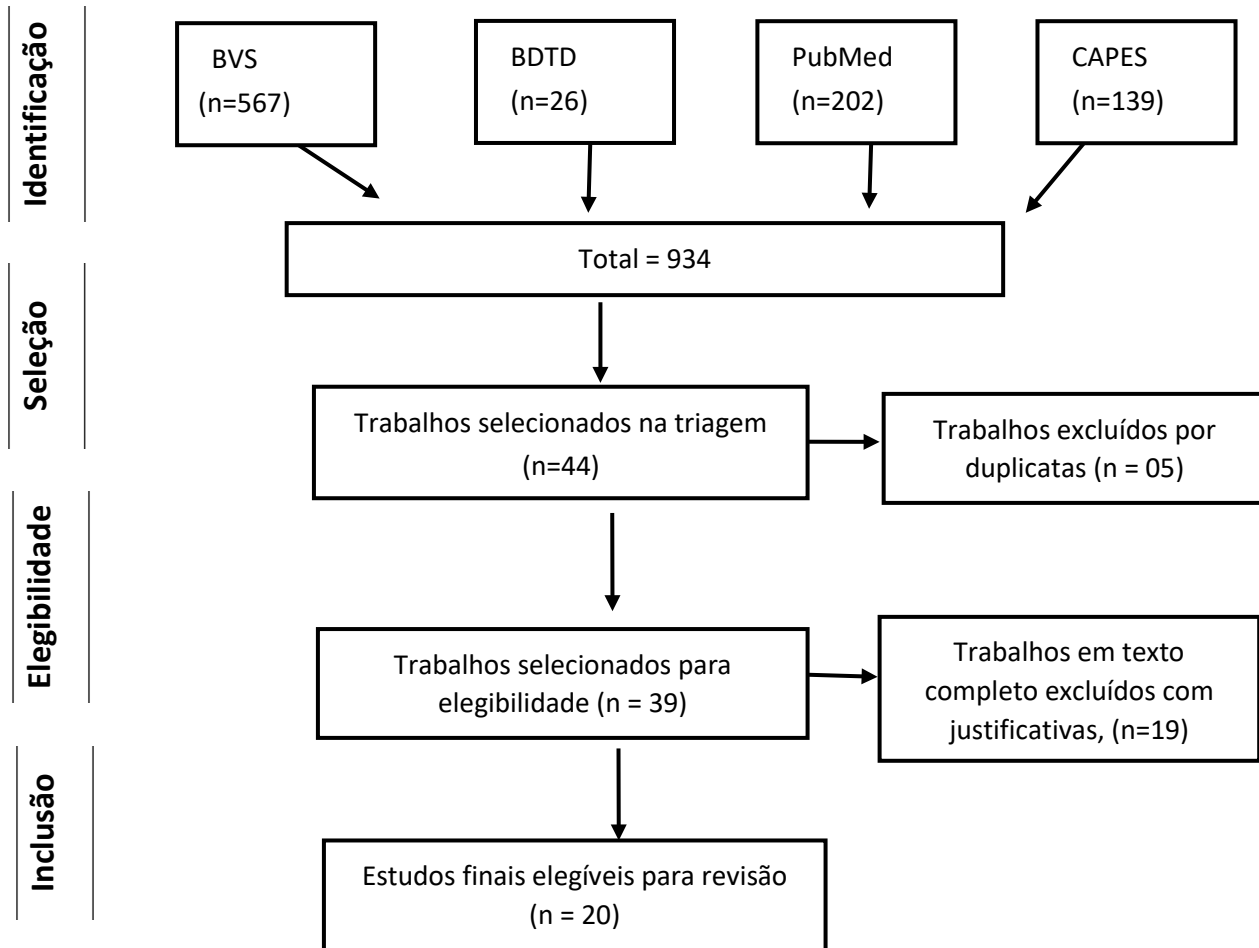 Identificação
BVS
(n=567)
BDTD
(n=26)
PubMed
(n=202)
CAPES
(n=139)
Total = 934
Seleção
Trabalhos selecionados na triagem
(n=44)
Trabalhos excluídos por
duplicatas (n = 05)
Elegibilidade
Trabalhos selecionados para
elegibilidade (n = 39)
Trabalhos em texto
completo excluídos com
justificativas, (n=19)
Inclusão
Estudos finais elegíveis para revisão
(n = 20)